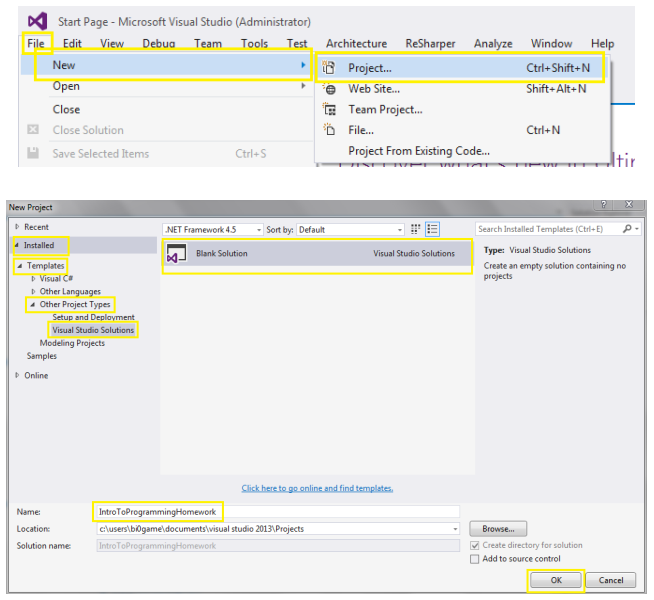 Start Page - Microsoft Visual Studio (Administrator)
File Edit View Debug Team Tools Test Architecture ReSharper Analyze Window Help
New Project... Ctrl+Shift+N
Open Web Site... Shift+Alt+N
Close Team Project...
Close Solution File... Ctrl+N
Save Selected Items Ctrl+S Project From Existing Code...
New Project
Recent .NET Framework 4.5 Sort by: Default Search Installed Templates (Ctrl+E)
Installed Blank Solution Visual Studio Solutions Type: Visual Studio Solutions
Templates Create an empty solution containing no
Visual C# projects
Other Languages
Other Project Types
Setup and Deployment
Visual Studio Solutions
Modeling Projects
Samples
Online
Click here to go online and find templates.
Name: IntroToProgrammingHomework
Location: c:\users\bi0game\documents\visual studio 2013\Projects Browse...
Solution name: IntroToProgrammingHomework Create directory for solution
Add to source control
OK Cancel